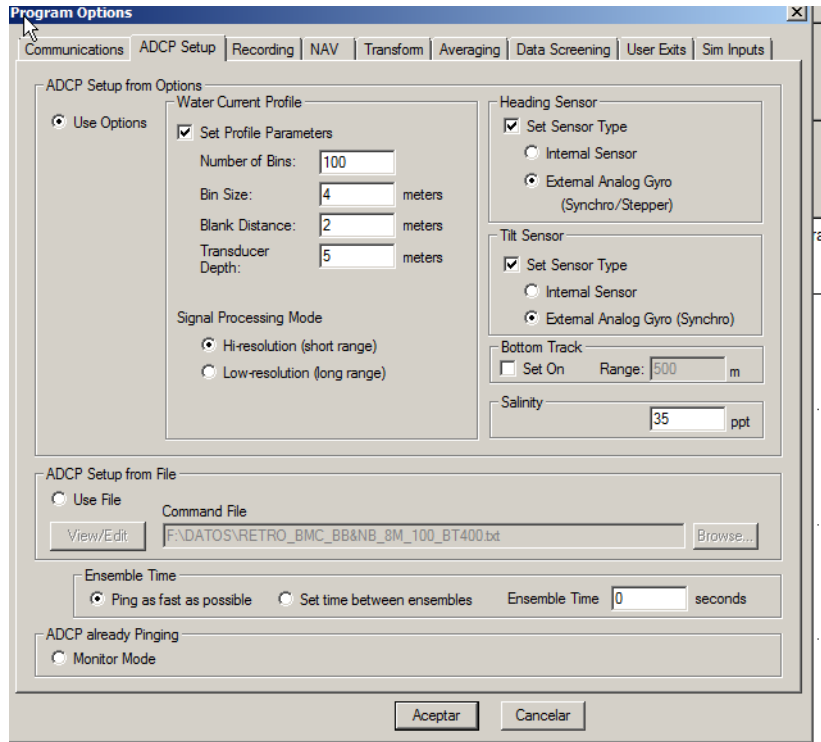 Program Options
Communications ADCP Setup Recording NAV Transform Averaging Data Screening User Exits Sim Inputs
ADCP Setup from Options
Use Options
Water Current Profile
Set Profile Parameters
Number of Bins: 100
Bin Size: 4 meters
Blank Distance: 2 meters
Transducer
Depth: 5 meters
Signal Processing Mode
Hi-resolution (short range)
Low-resolution (long range)
Heading Sensor
Set Sensor Type
Internal Sensor
External Analog Gyro
(Synchro/Stepper)
Tilt Sensor
Set Sensor Type
Internal Sensor
External Analog Gyro (Synchro)
Bottom Track
Set On Range: 500 m
Salinity
35 ppt
ADCP Setup from File
Use File
Command File
View/Edit F:\DATOS\RETRO_BMC_BB&NB_8M_100_BT400.txt Browse...
Ensemble Time
Ping as fast as possible Set time between ensembles Ensemble Time 0 seconds
ADCP already Pinging
Monitor Mode
Aceptar Cancelar